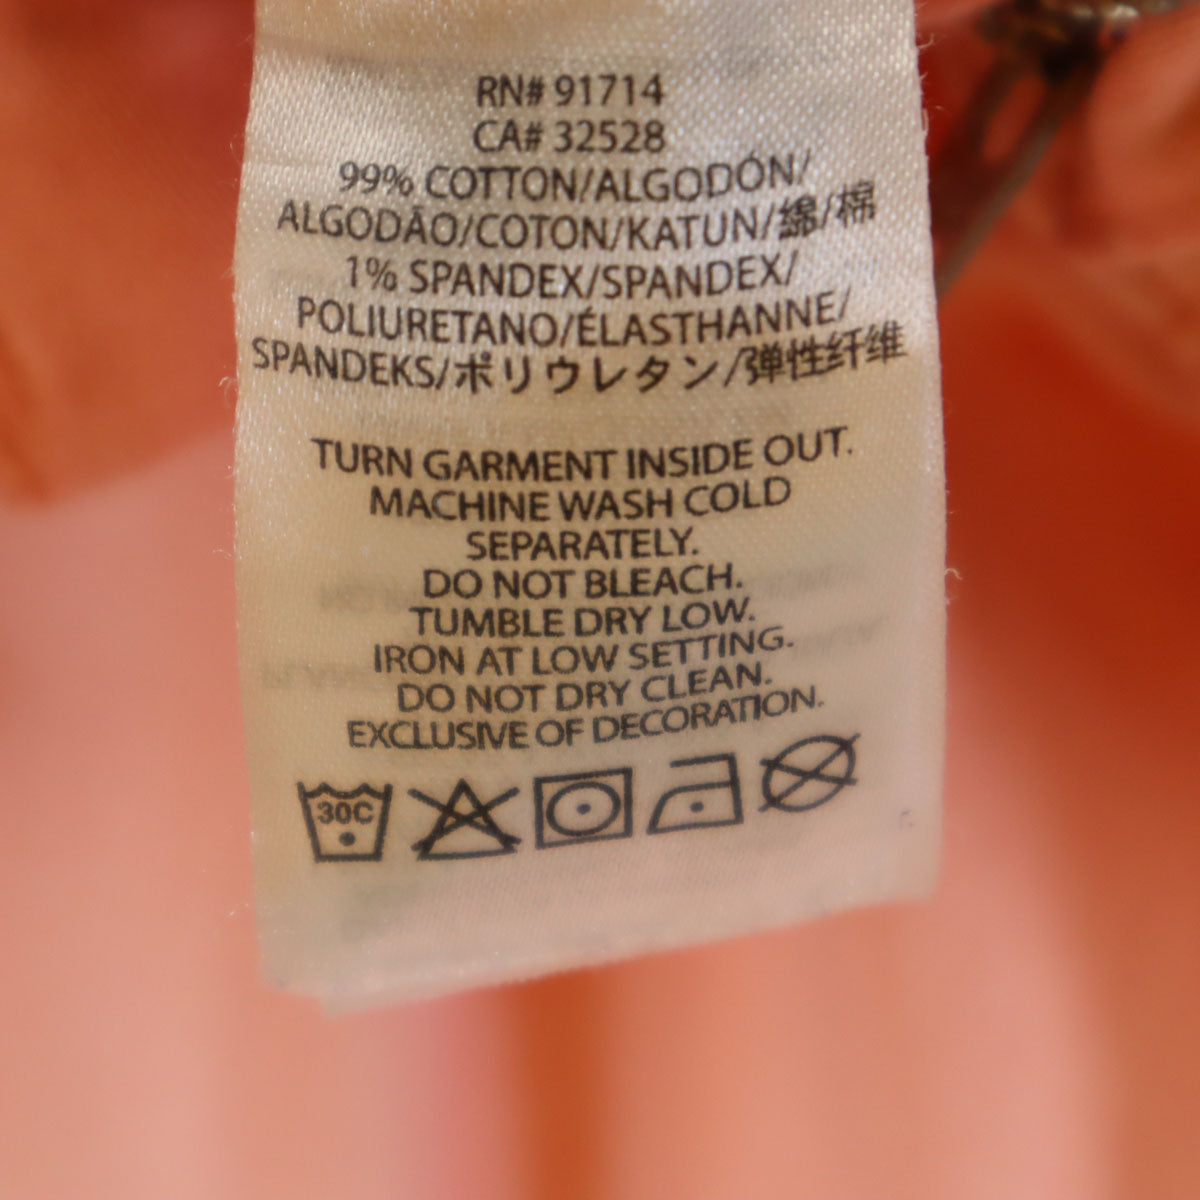 RN# 91714
CA# 32528
99% COTTON/ALGODÓN/
ALGODÃO/COTON/KATUN/綿/棉
1% SPANDEX/SPANDEX/
POLIURETANO/ÉLASTHANNE/
SPANDEKS/ポリウレタン/弹性纤维
TURN GARMENT INSIDE OUT.
MACHINE WASH COLD
SEPARATELY.
DO NOT BLEACH.
TUMBLE DRY LOW.
IRON AT LOW SETTING.
DO NOT DRY CLEAN.
EXCLUSIVE OF DECORATION.
30C